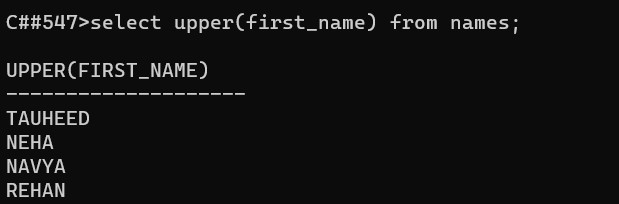 C##547>select upper(first_name) from names;
UPPER(FIRST_NAME)
--------------------
TAUHEED
NEHA
NAVYA
REHAN